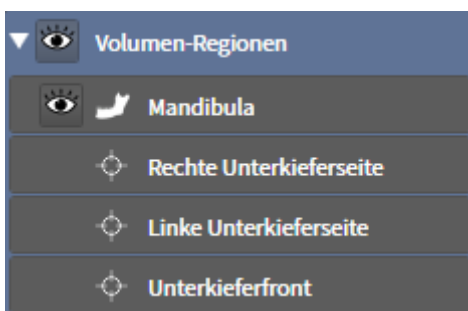 Volumen-Regionen
Mandibula
Rechte Unterkieferseite
Linke Unterkieferseite
Unterkieferfront